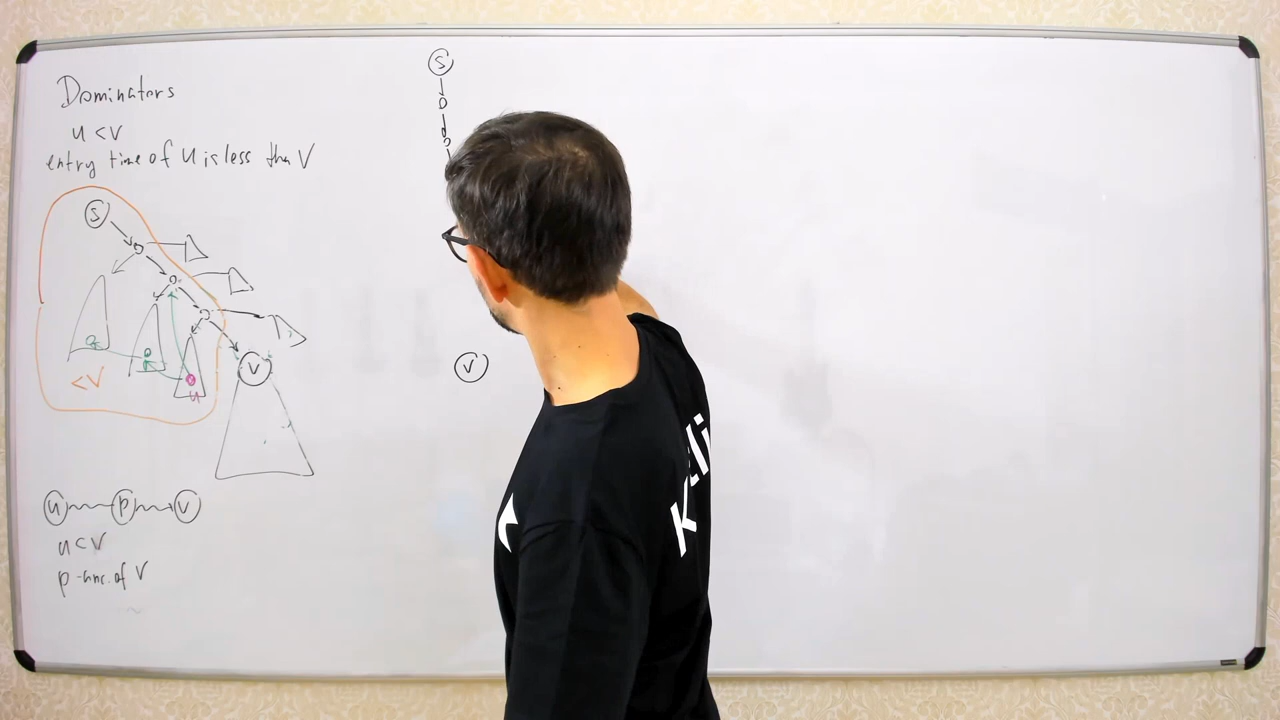 Dominators
u < v
entry time of u is less than v
S
< v
u
v
u p v
u < v
p - anc. of v
S
v